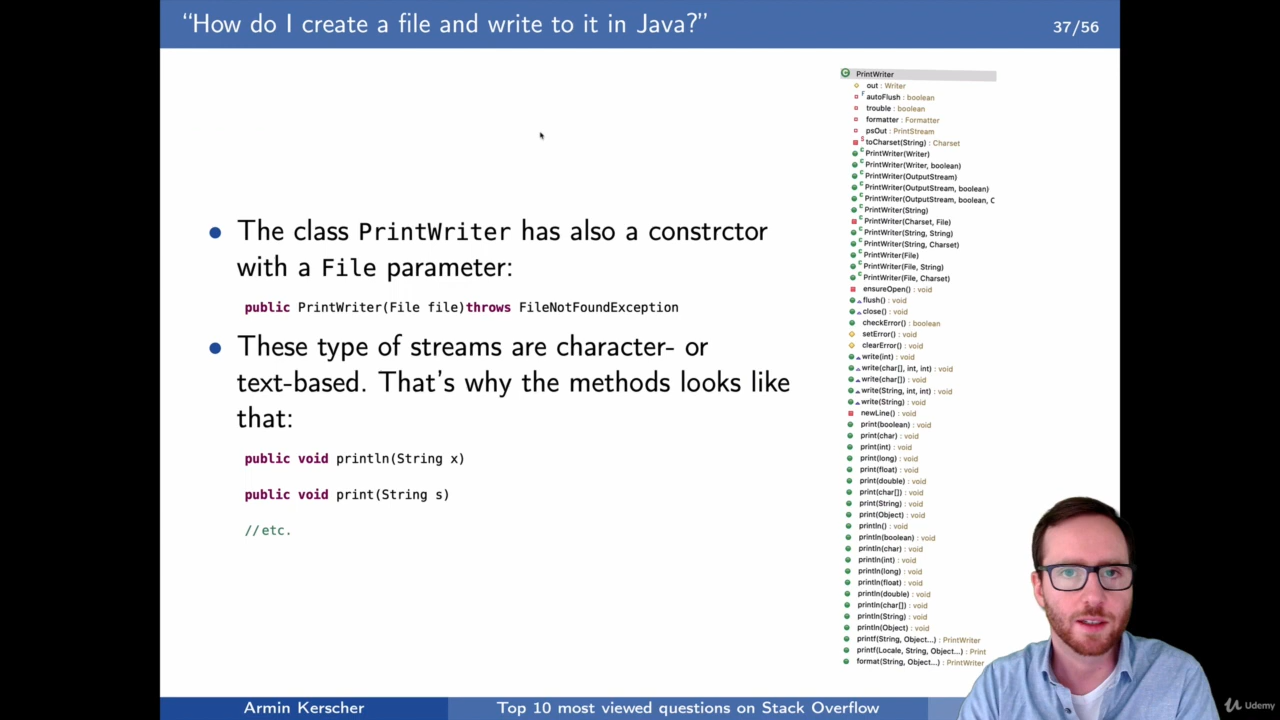 “How do I create a file and write to it in Java?”
37/56
The class PrintWriter has also a constrctor
with a File parameter:
public PrintWriter(File file)throws FileNotFoundException
These type of streams are character- or
text-based. That's why the methods looks like
that:
public void println(String x)
public void print(String s)
//etc.
PrintWriter
out : Writer
F autoFlush : boolean
trouble : boolean
formatter : Formatter
psOut : PrintStream
S toCharset(String) : Charset
C PrintWriter(Writer)
C PrintWriter(Writer, boolean)
C PrintWriter(OutputStream)
C PrintWriter(OutputStream, boolean)
C PrintWriter(OutputStream, boolean, C
C PrintWriter(String)
C PrintWriter(Charset, File)
C PrintWriter(String, String)
C PrintWriter(String, Charset)
C PrintWriter(File)
C PrintWriter(File, String)
C PrintWriter(File, Charset)
ensureOpen() : void
flush() : void
close() : void
checkError() : boolean
setError() : void
clearError() : void
write(int) : void
write(char[], int, int) : void
write(char[]) : void
write(String, int, int) : void
write(String) : void
newLine() : void
print(boolean) : void
print(char) : void
print(int) : void
print(long) : void
print(float) : void
print(double) : void
print(char[]) : void
print(String) : void
print(Object) : void
println() : void
println(boolean) : void
println(char) : void
println(int) : void
println(long) : void
println(float) : void
println(double) : void
println(char[]) : void
println(String) : void
println(Object) : void
printf(String, Object...) : PrintWriter
printf(Locale, String, Object...) : Print
format(String, Object...) : PrintWriter
Armin Kerscher
Top 10 most viewed questions on Stack Overflow
Udemy